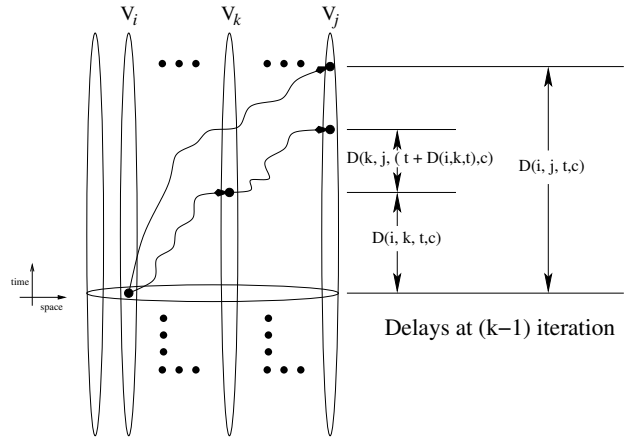 V_i V_k V_j
D(k, j, ( t + D(i,k,t),c)
D(i, j, t,c)
D(i, k, t,c)
time
space
Delays at (k−1) iteration